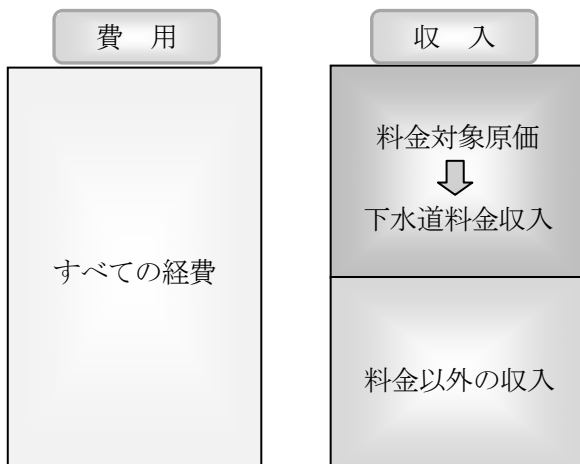 費　用
すべての経費
収　入
料金対象原価
下水道料金収入
料金以外の収入